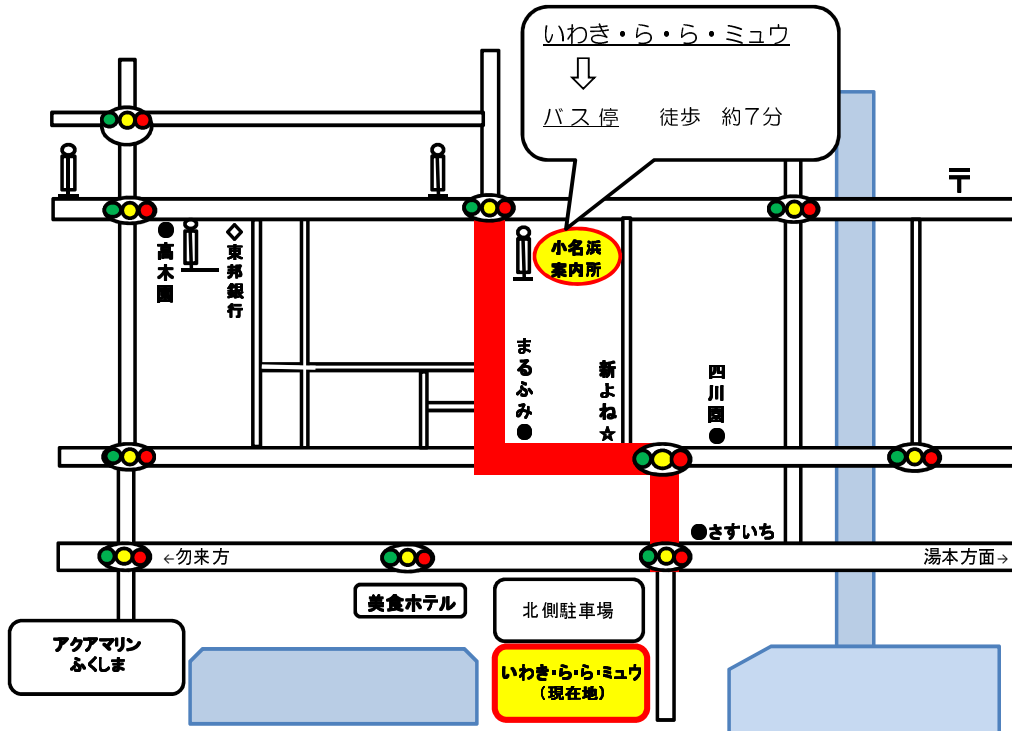 いわき・ら・ら・ミュウ
⇩
バス停 徒歩 約7分
〒
小名浜
案内所
●高木園
◇東邦銀行
まるふみ●
新よね☆
四川園●
●さすいち
←勿来方
湯本方面→
美食ホテル
北側駐車場
アクアマリン
ふくしま
いわき・ら・ら・ミュウ
(現在地)